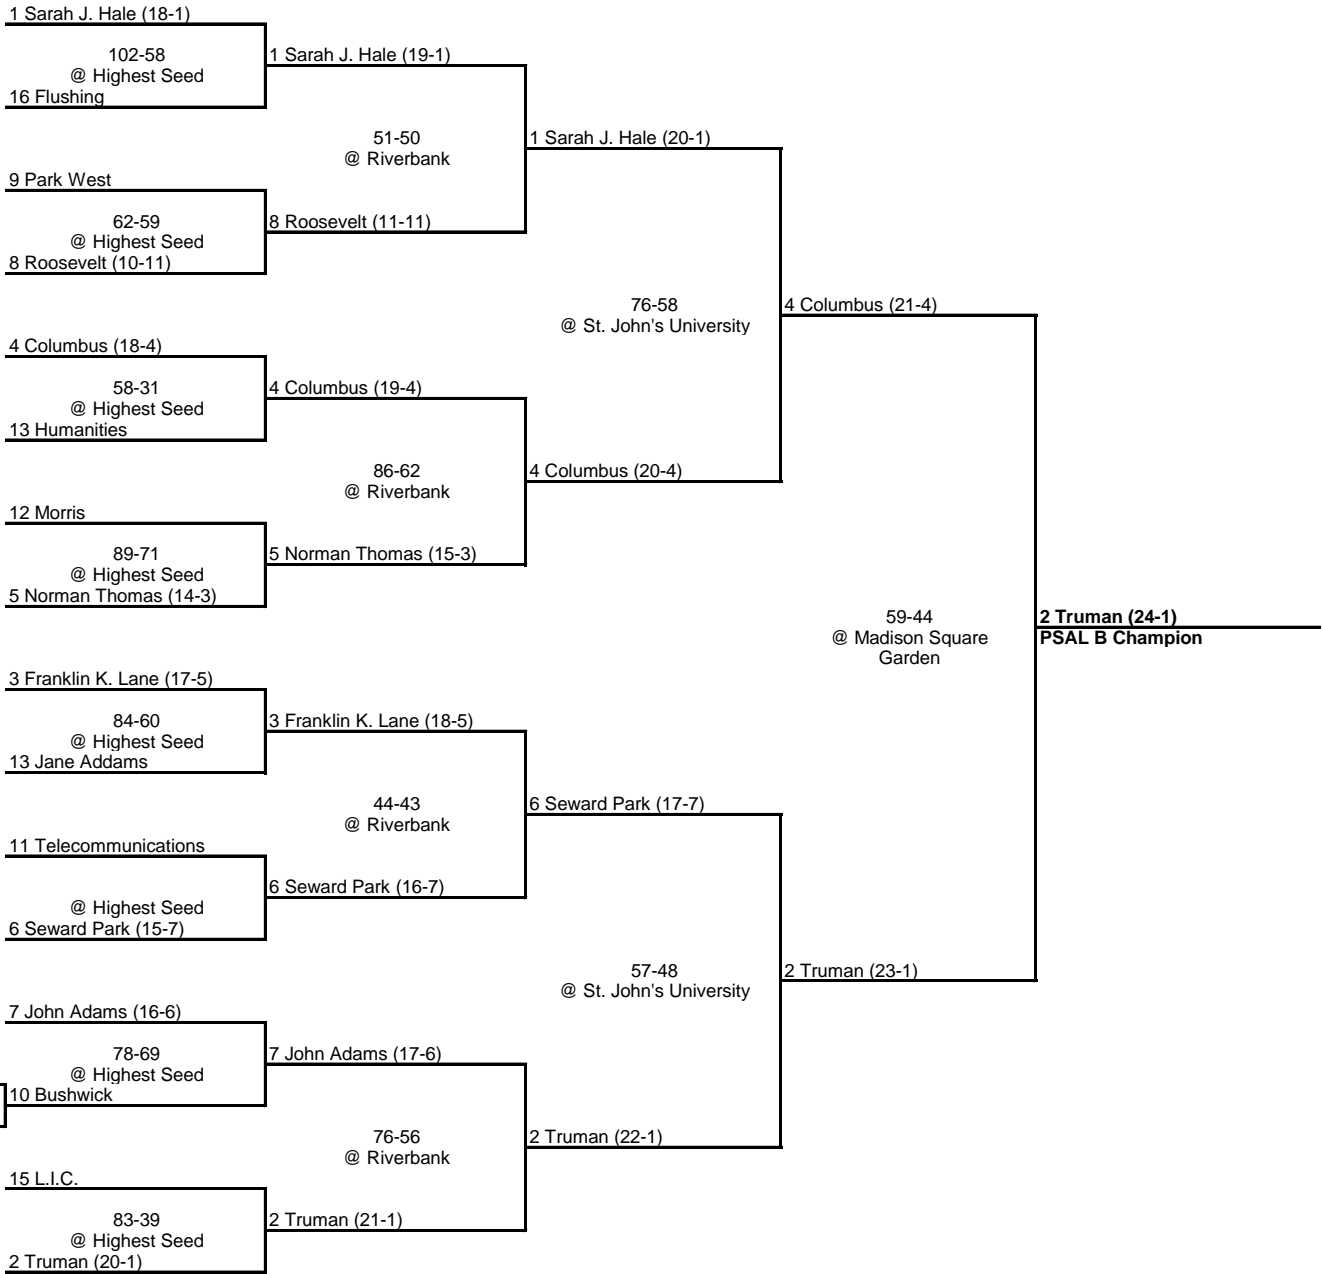 1 Sarah J. Hale (18-1)
102-58
@ Highest Seed
16 Flushing
1 Sarah J. Hale (19-1)
51-50
@ Riverbank
1 Sarah J. Hale (20-1)
9 Park West
62-59
@ Highest Seed
8 Roosevelt (10-11)
8 Roosevelt (11-11)
76-58
@ St. John's University
4 Columbus (21-4)
4 Columbus (18-4)
58-31
@ Highest Seed
13 Humanities
4 Columbus (19-4)
86-62
@ Riverbank
4 Columbus (20-4)
12 Morris
89-71
@ Highest Seed
5 Norman Thomas (14-3)
5 Norman Thomas (15-3)
59-44
@ Madison Square
Garden
2 Truman (24-1)
PSAL B Champion
3 Franklin K. Lane (17-5)
84-60
@ Highest Seed
13 Jane Addams
3 Franklin K. Lane (18-5)
44-43
@ Riverbank
6 Seward Park (17-7)
11 Telecommunications
@ Highest Seed
6 Seward Park (15-7)
6 Seward Park (16-7)
57-48
@ St. John's University
2 Truman (23-1)
7 John Adams (16-6)
78-69
@ Highest Seed
10 Bushwick
7 John Adams (17-6)
76-56
@ Riverbank
2 Truman (22-1)
15 L.I.C.
83-39
@ Highest Seed
2 Truman (20-1)
2 Truman (21-1)